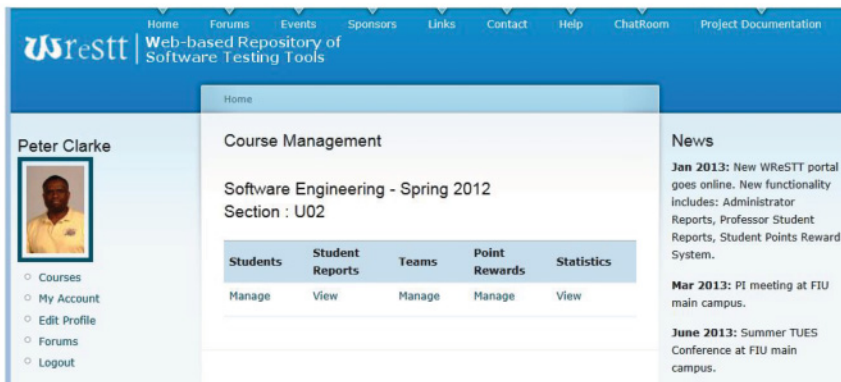 Home Forums Events Sponsors Links Contact Help ChatRoom Project Documentation
WreStt Web-based Repository of
Software Testing Tools
Home
Peter Clarke
Courses
My Account
Edit Profile
Forums
Logout
Course Management
Software Engineering - Spring 2012
Section : U02
Students Student Reports Teams Point Rewards Statistics
Manage View Manage Manage View
News
Jan 2013: New WReSTT portal
goes online. New functionality
includes: Administrator
Reports, Professor Student
Reports, Student Points Reward
System.
Mar 2013: PI meeting at FIU
main campus.
June 2013: Summer TUES
Conference at FIU main
campus.